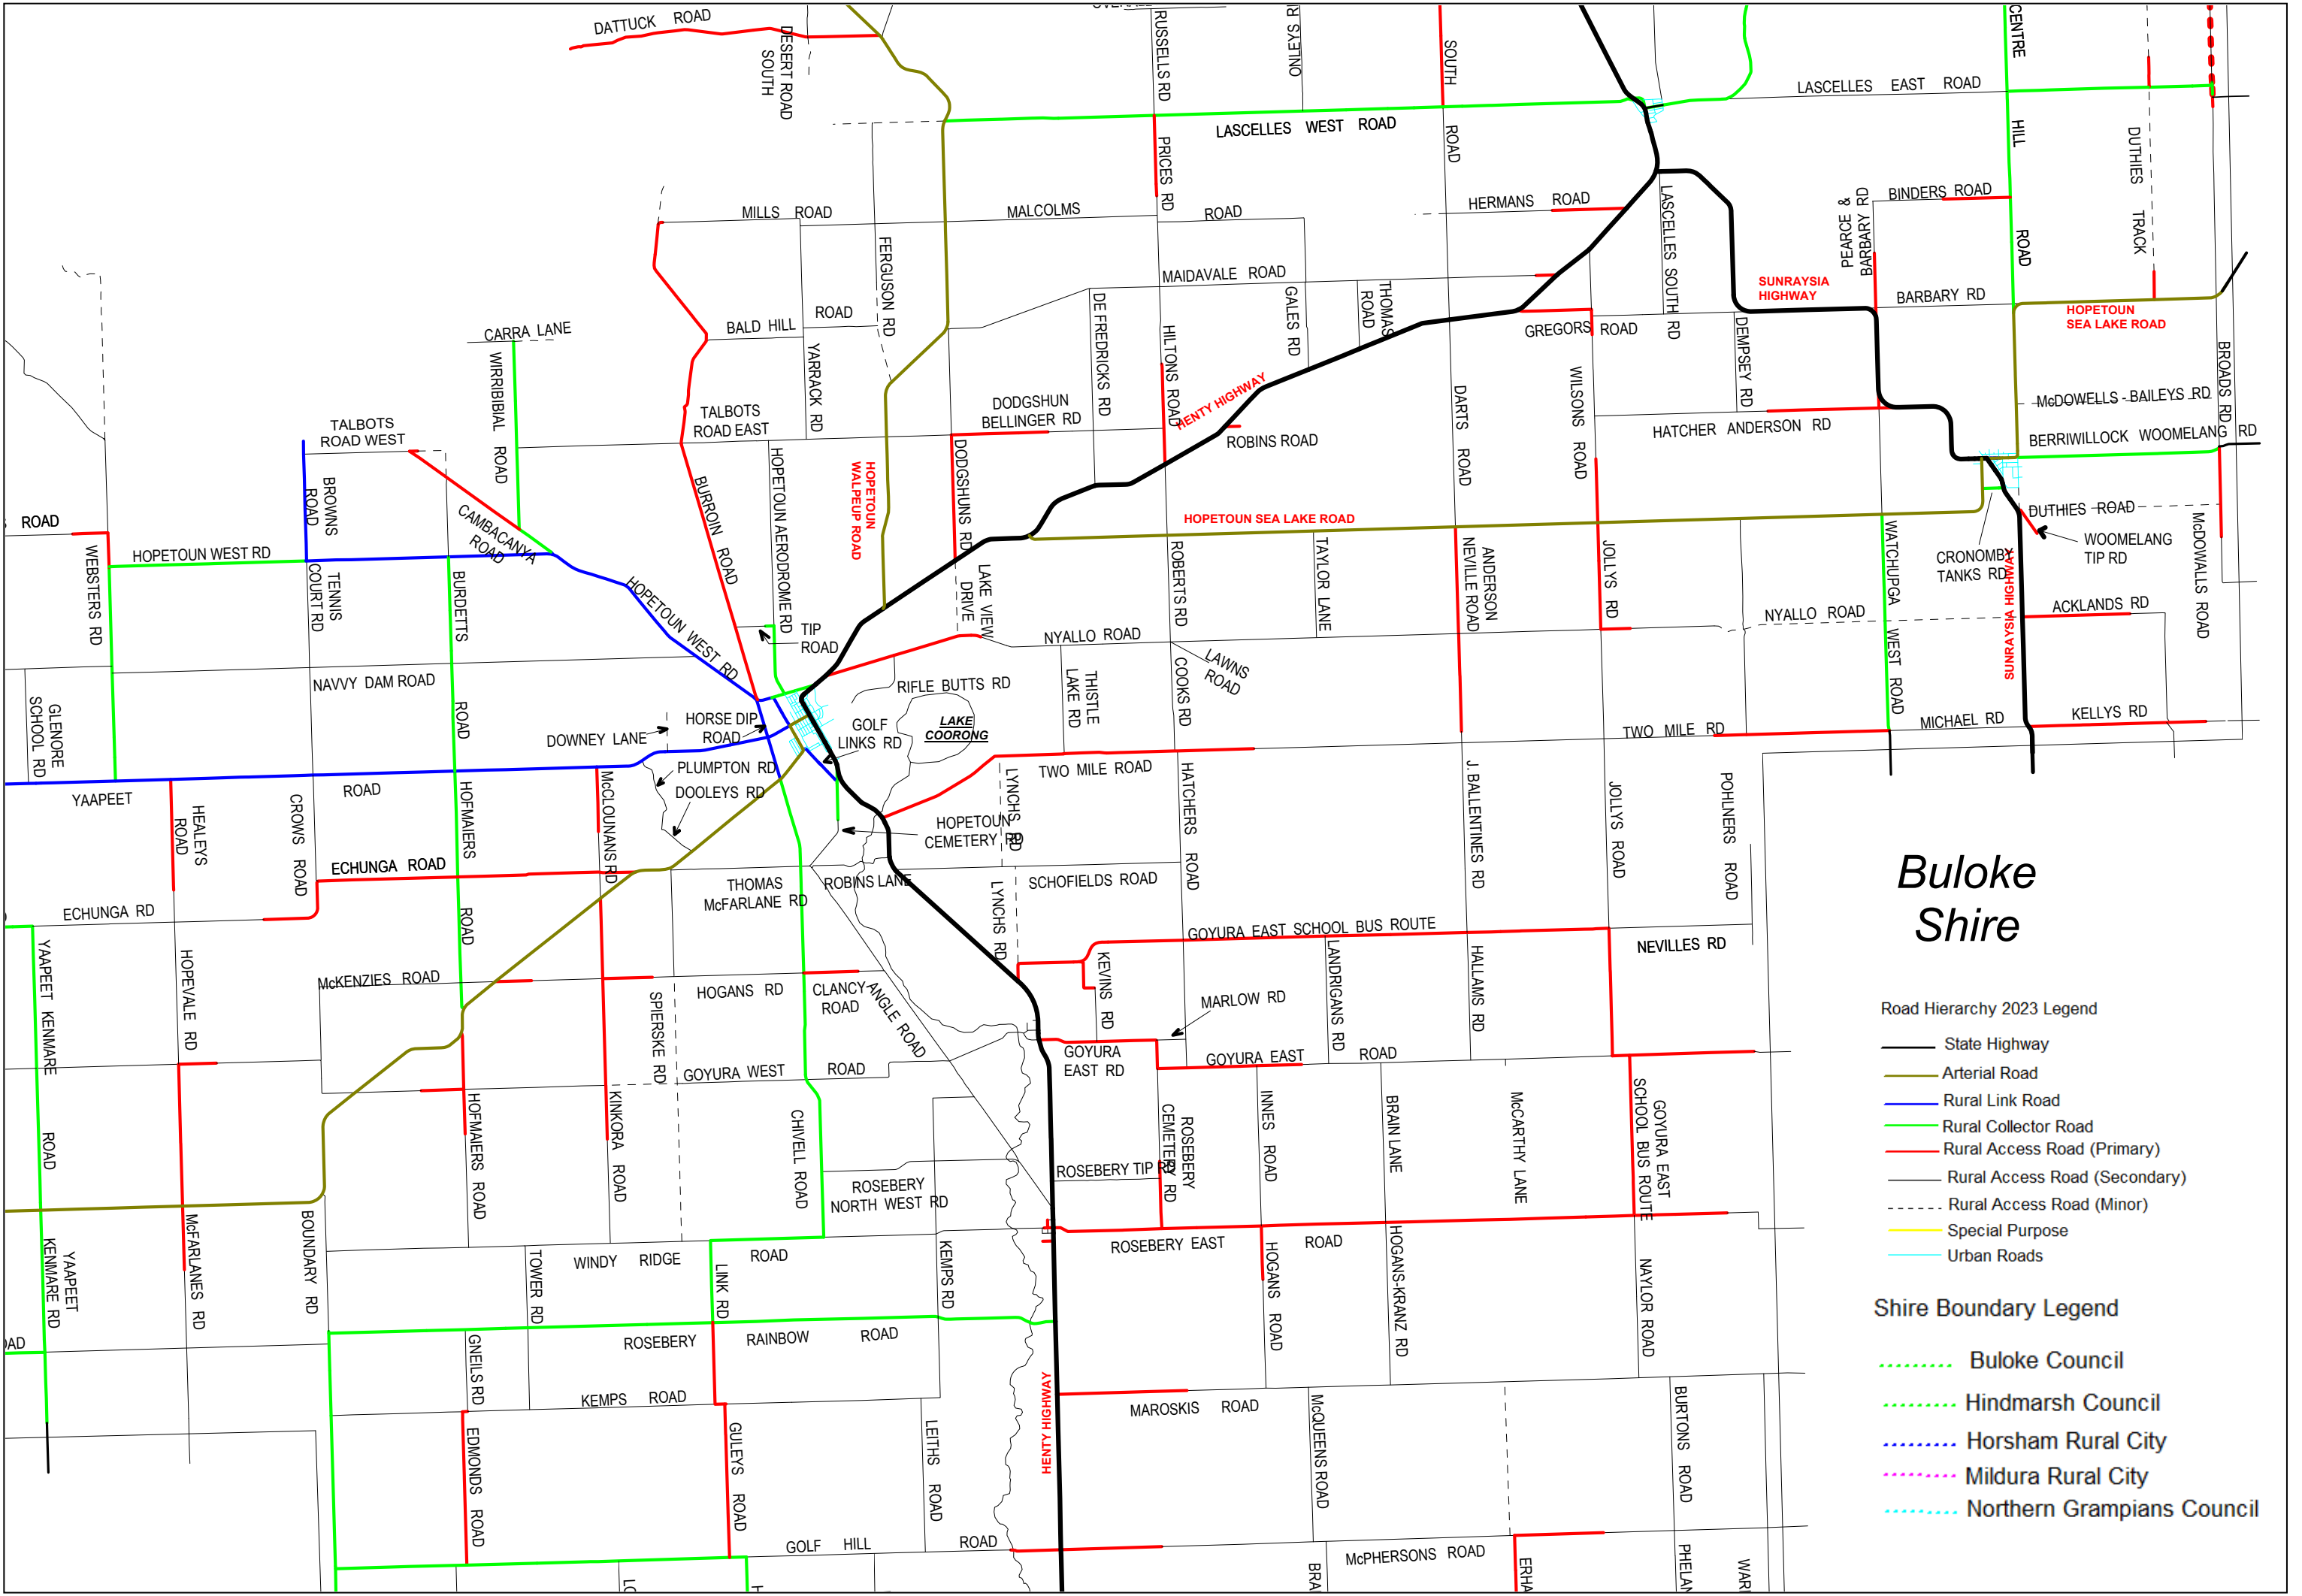 DATTUCK ROAD
DESERT ROAD
SOUTH
RUSSELLS RD
SOUTH
ROAD
CENTRE
HILL
ROAD
LASCELLES EAST ROAD
LASCELLES WEST ROAD
PRICES RD
DUTHIES TRACK
MILLS ROAD
MALCOLMS ROAD
HERMANS ROAD
LASCELLES SOUTH RD
PEARCE &
BARBARY RD
BINDERS ROAD
FERGUSON RD
MAIDAVALE ROAD
SUNRAYSIA
HIGHWAY
BARBARY RD
HOPETOUN
SEA LAKE ROAD
DE FREDRICKS RD
GALES RD
THOMAS
ROAD
BALD HILL ROAD
GREGORS ROAD
DEMPSEY RD
CARRA LANE
WIRRIBIBIAL ROAD
YARRACK RD
HILTONS ROAD
HENTY HIGHWAY
DARTS ROAD
WILSONS ROAD
BROADS RD
McDOWELLS - BAILEYS RD
TALBOTS
ROAD WEST
TALBOTS
ROAD EAST
DODGSHUN
BELLINGER RD
ROBINS ROAD
HATCHER ANDERSON RD
BERRIWILLOCK WOOMELANG RD
BROWNS
ROAD
CAMBACANYA
ROAD
BURROIN ROAD
HOPETOUN AERODROME RD
HOPETOUN
WALPEUP ROAD
DODGSHUNS RD
HOPETOUN SEA LAKE ROAD
DUTHIES ROAD
WOOMELANG
TIP RD
CRONOMBY
TANKS RD
McDOWALLS ROAD
ROAD
WEBSTERS RD
HOPETOUN WEST RD
TENNIS
COURT RD
BURDETTS
ROAD
HOPETOUN WEST RD
TIP
ROAD
LAKE VIEW
DRIVE
ROBERTS RD
TAYLOR LANE
ANDERSON
NEVILLE ROAD
JOLLYS RD
WATCHUPGA WEST ROAD
SUNRAYSIA HIGHWAY
NYALLO ROAD
NYALLO ROAD
ACKLANDS RD
LAWNS
ROAD
GLENORE
SCHOOL RD
NAVVY DAM ROAD
RIFLE BUTTS RD
THISTLE
LAKE RD
COOKS RD
LAKE
COORONG
DOWNEY LANE
HORSE DIP
ROAD
GOLF
LINKS RD
TWO MILE RD
MICHAEL RD
KELLYS RD
PLUMPTON RD
DOOLEYS RD
TWO MILE ROAD
YAAPEET ROAD
HEALEYS
ROAD
CROWS ROAD
HOFMAIERS
ROAD
McCLOUNANS RD
HOPETOUN
CEMETERY RD
LYNCHS RD
HATCHERS ROAD
J. BALLENTINES RD
JOLLYS ROAD
POHLNERS ROAD
ECHUNGA ROAD
THOMAS
McFARLANE RD
ROBINS LANE
LYNCHS RD
SCHOFIELDS ROAD
Buloke
Shire
ECHUNGA RD
GOYURA EAST SCHOOL BUS ROUTE
NEVILLES RD
YAAPEET KENMARE
ROAD
HOPEVALE RD
McKENZIES ROAD
SPIERSKE RD
HOGANS RD
CLANCY
ROAD
ANGLE ROAD
KEVINS RD
MARLOW RD
LANDRIGANS RD
HALLAMS RD
Road Hierarchy 2023 Legend
State Highway
Arterial Road
Rural Link Road
Rural Collector Road
Rural Access Road (Primary)
Rural Access Road (Secondary)
Rural Access Road (Minor)
Special Purpose
Urban Roads
GOYURA WEST ROAD
GOYURA
EAST RD
GOYURA EAST ROAD
HOFMAIERS ROAD
KINKORA ROAD
CHIVELL ROAD
ROSEBERY
CEMETERY RD
INNES ROAD
BRAIN LANE
McCARTHY LANE
GOYURA EAST
SCHOOL BUS ROUTE
ROSEBERY TIP RD
ROSEBERY
NORTH WEST RD
YAAPEET
KENMARE RD
McFARLANES RD
BOUNDARY RD
TOWER RD
WINDY RIDGE ROAD
LINK RD
KEMPS RD
ROSEBERY EAST ROAD
HOGANS ROAD
HOGANS-KRANZ RD
NAYLOR ROAD
Shire Boundary Legend
Buloke Council
Hindmarsh Council
Horsham Rural City
Mildura Rural City
Northern Grampians Council
GNEILS RD
ROSEBERY RAINBOW ROAD
KEMPS ROAD
HENTY HIGHWAY
MAROSKIS ROAD
McQUEENS ROAD
BURTONS ROAD
EDMONDS ROAD
GULEYS ROAD
LEITHS ROAD
GOLF HILL ROAD
McPHERSONS ROAD